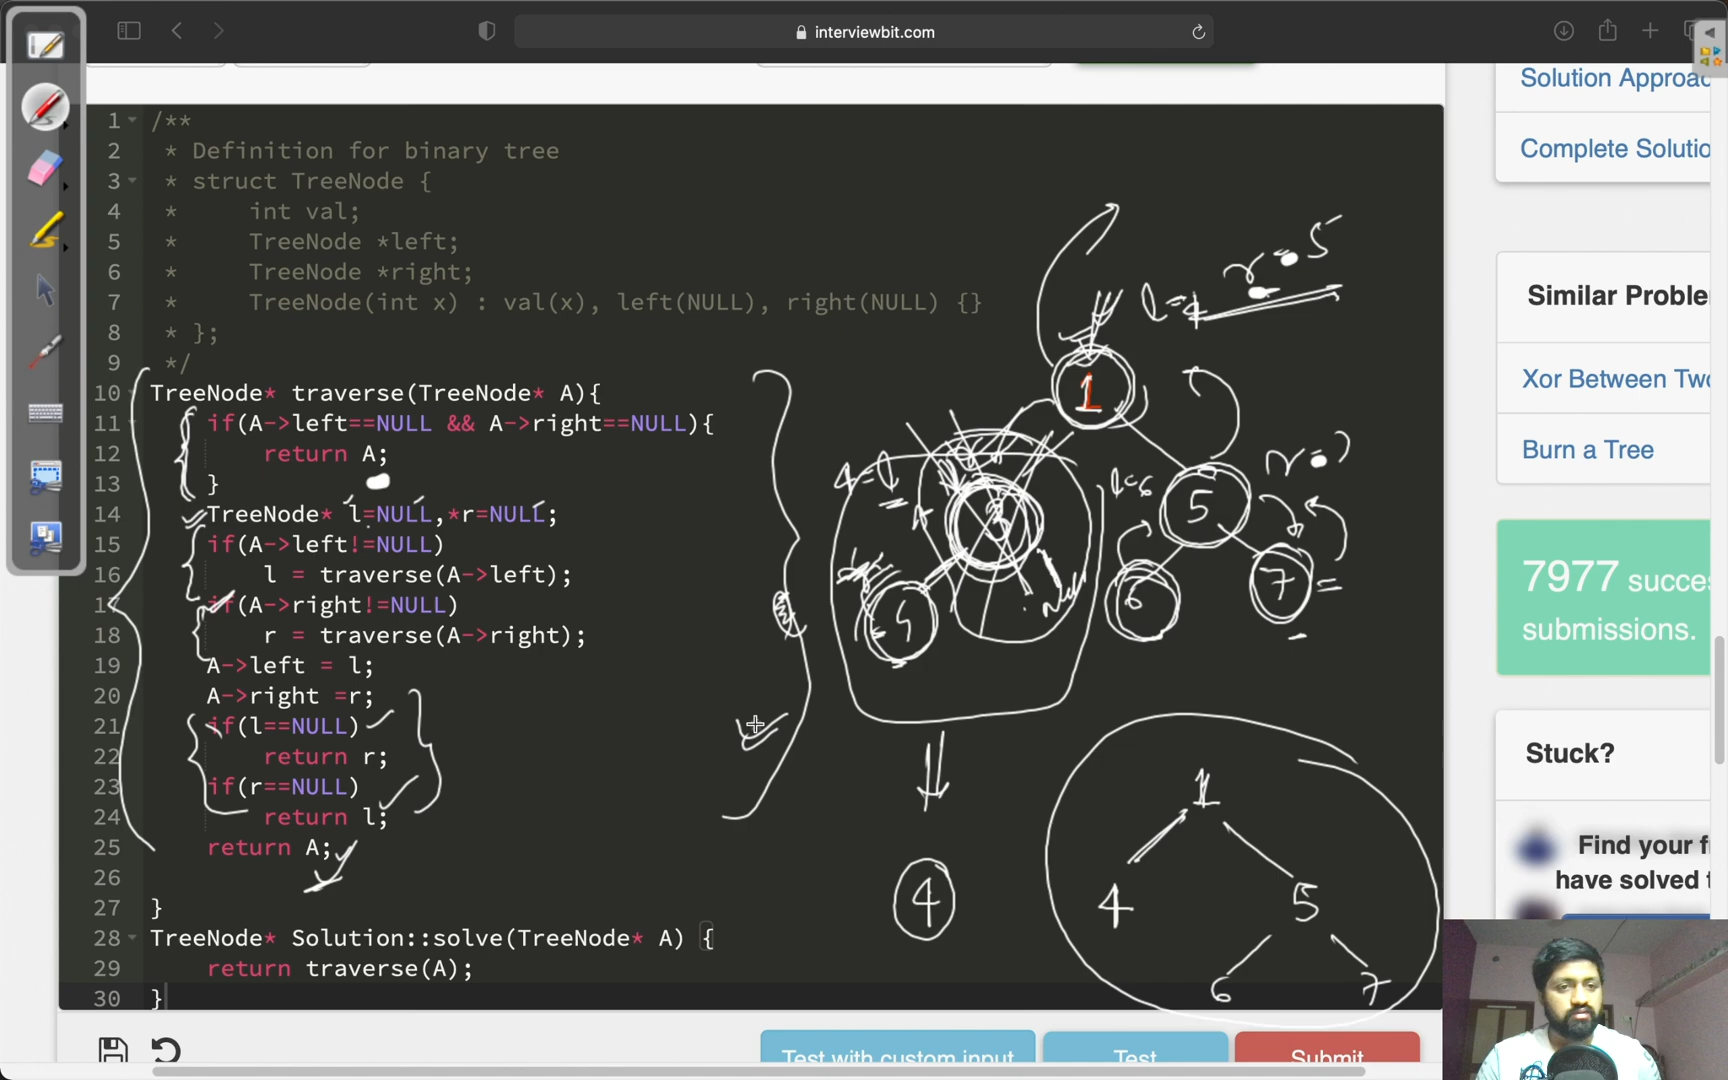 interviewbit.com
Solution Approac
Complete Solutio
Similar Proble
Xor Between Two
Burn a Tree
7977 succe
submissions.
Stuck?
Find your f
have solved t
1 /**
2 * Definition for binary tree
3 * struct TreeNode {
4 *     int val;
5 *     TreeNode *left;
6 *     TreeNode *right;
7 *     TreeNode(int x) : val(x), left(NULL), right(NULL) {}
8 * };
9 */
10 TreeNode* traverse(TreeNode* A){
11     if(A->left==NULL && A->right==NULL){
12         return A;
13     }
14     TreeNode* l=NULL,*r=NULL;
15     if(A->left!=NULL)
16         l = traverse(A->left);
17     if(A->right!=NULL)
18         r = traverse(A->right);
19     A->left = l;
20     A->right =r;
21     if(l==NULL)
22         return r;
23     if(r==NULL)
24         return l;
25     return A;
26
27 }
28 TreeNode* Solution::solve(TreeNode* A) {
29     return traverse(A);
30 }
l=4
r=5
1
4=l
5
l=6
6
7
4
1
4
5
6
7
Test with custom input
Test
Submit